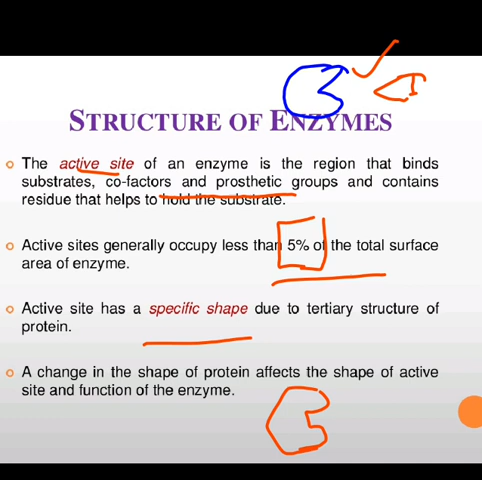 STRUCTURE OF ENZYMES
The active site of an enzyme is the region that binds
substrates, co-factors and prosthetic groups and contains
residue that helps to hold the substrate.
Active sites generally occupy less than 5% of the total surface
area of enzyme.
Active site has a specific shape due to tertiary structure of
protein.
A change in the shape of protein affects the shape of active
site and function of the enzyme.